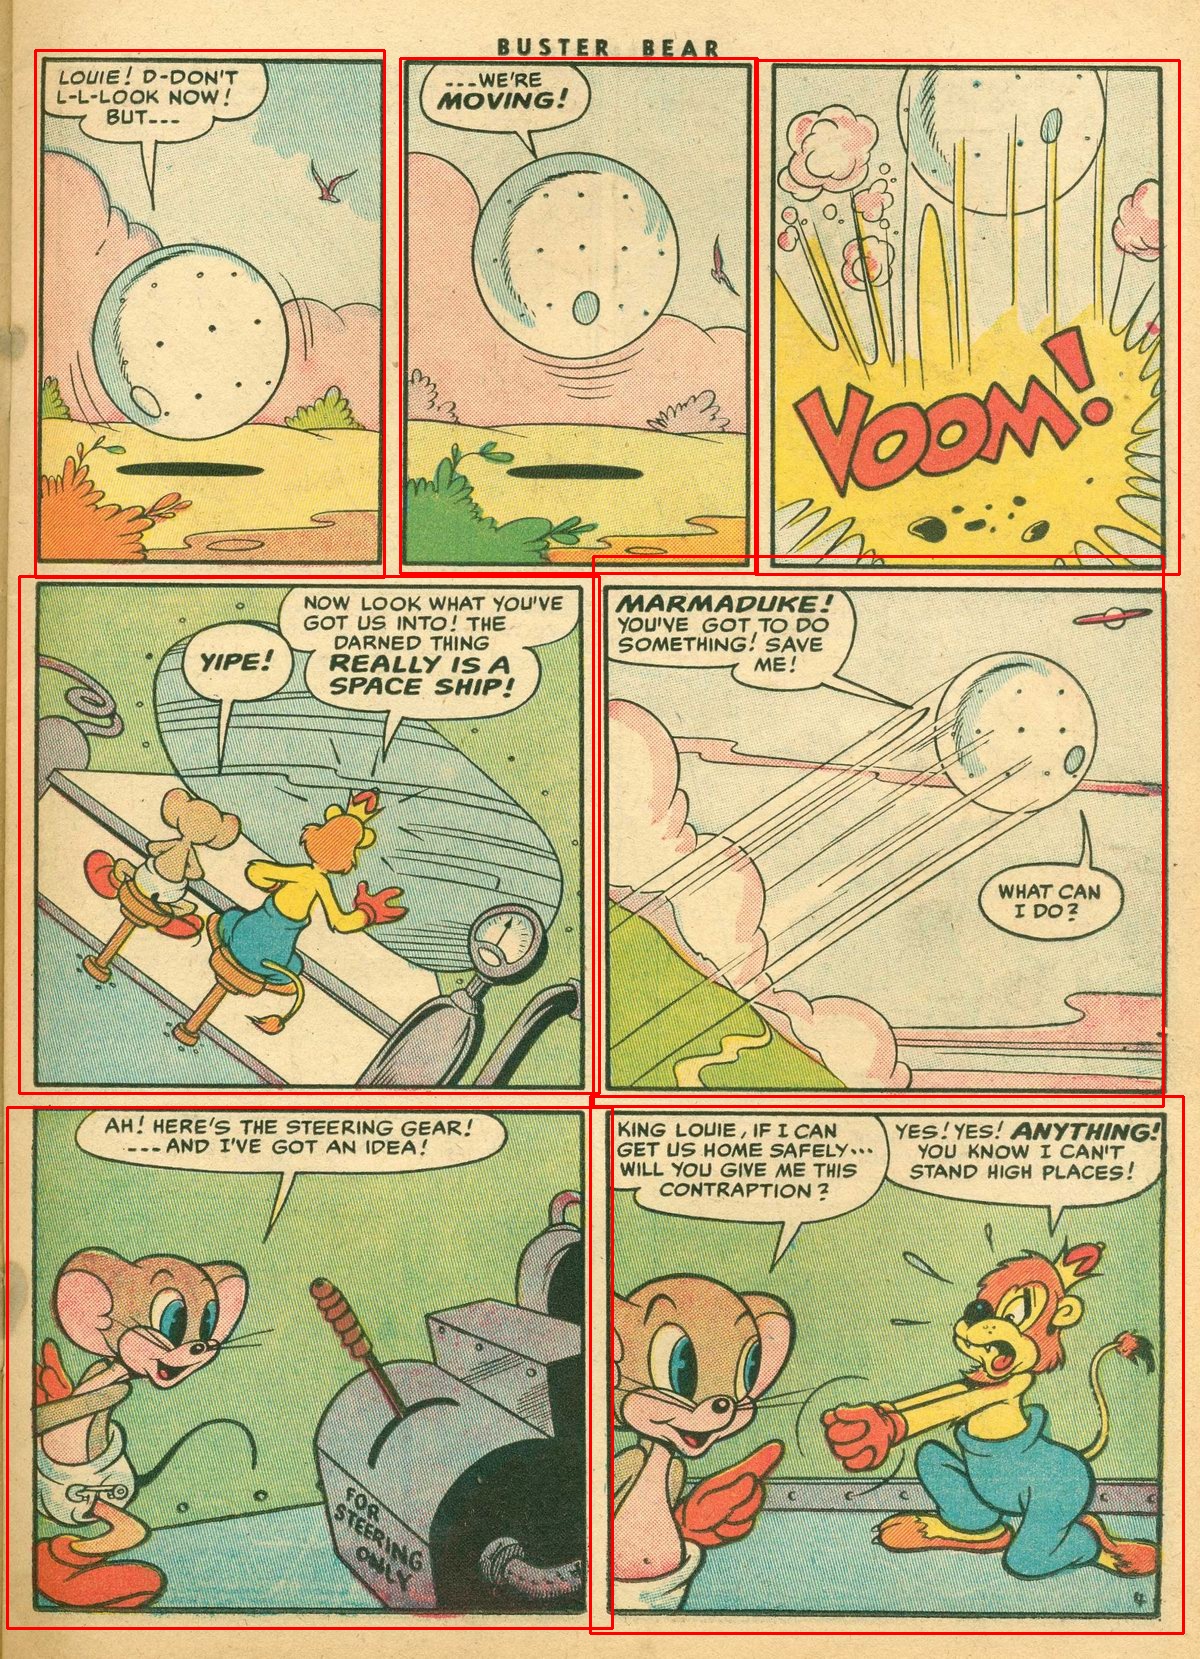 BUSTER BEAR
LOUIE! D-DON'T
L-L-LOOK NOW!
BUT---
---WE'RE
MOVING!
VOOM!
YIPE!
NOW LOOK WHAT YOU'VE
GOT US INTO! THE
DARNED THING
REALLY IS A
SPACE SHIP!
MARMADUKE!
YOU'VE GOT TO DO
SOMETHING! SAVE
ME!
WHAT CAN
I DO?
AH! HERE'S THE STEERING GEAR!
---AND I'VE GOT AN IDEA!
FOR
STEERING
ONLY
KING LOUIE, IF I CAN
GET US HOME SAFELY...
WILL YOU GIVE ME THIS
CONTRAPTION?
YES! YES! ANYTHING!
YOU KNOW I CAN'T
STAND HIGH PLACES!
4